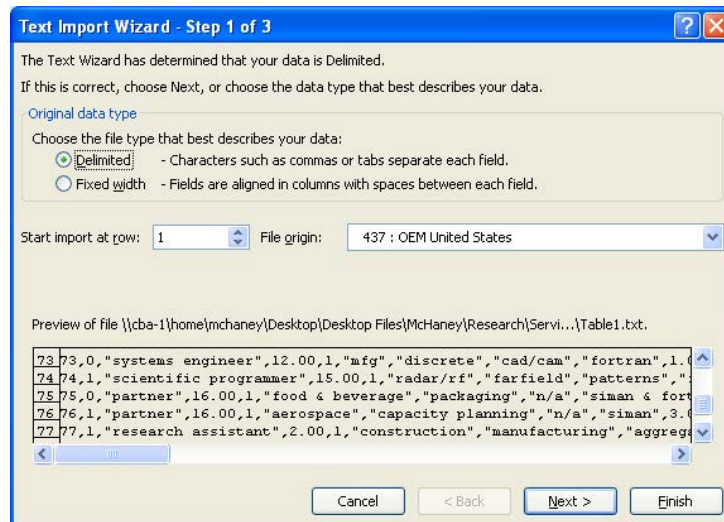 Text Import Wizard - Step 1 of 3
The Text Wizard has determined that your data is Delimited.
If this is correct, choose Next, or choose the data type that best describes your data.
Original data type
Choose the file type that best describes your data:
Delimited - Characters such as commas or tabs separate each field.
Fixed width - Fields are aligned in columns with spaces between each field.
Start import at row: 1 File origin: 437 : OEM United States
Preview of file \\cba-1\home\mchaney\Desktop\Desktop Files\McHaney\Research\Servi...\Table1.txt.
73 73,0,"systems engineer",12.00,1,"mfg","discrete","cad/cam","fortran",1.0
74 74,1,"scientific programmer",15.00,1,"radar/rf","farfield","patterns","
75 75,0,"partner",16.00,1,"food & beverage","packaging","n/a","siman & fort
76 76,1,"partner",16.00,1,"aerospace","capacity planning","n/a","siman",3.0
77 77,1,"research assistant",2.00,1,"construction","manufacturing","aggrega
Cancel < Back Next > Finish